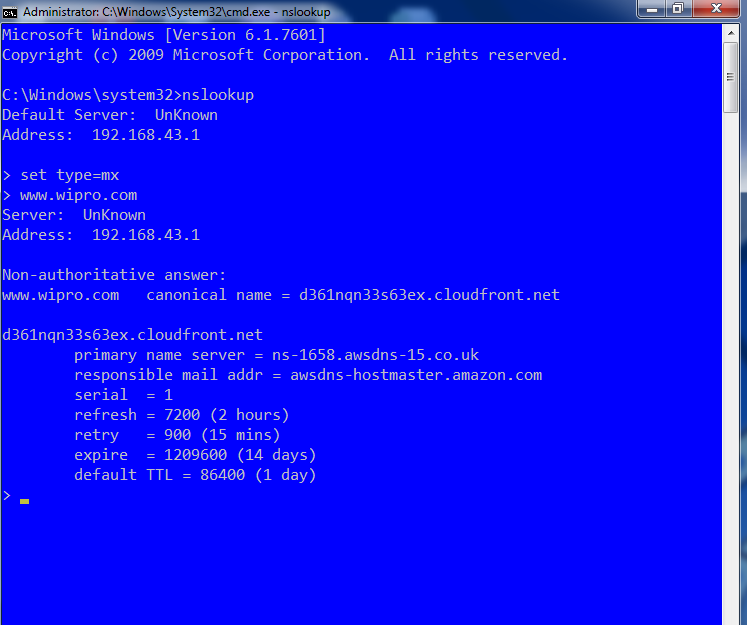 Administrator: C:\Windows\System32\cmd.exe - nslookup
Microsoft Windows [Version 6.1.7601]
Copyright (c) 2009 Microsoft Corporation.  All rights reserved.
C:\Windows\system32>nslookup
Default Server:  UnKnown
Address:  192.168.43.1
> set type=mx
> www.wipro.com
Server:  UnKnown
Address:  192.168.43.1
Non-authoritative answer:
www.wipro.com   canonical name = d361nqn33s63ex.cloudfront.net
d361nqn33s63ex.cloudfront.net
        primary name server = ns-1658.awsdns-15.co.uk
        responsible mail addr = awsdns-hostmaster.amazon.com
        serial  = 1
        refresh = 7200 (2 hours)
        retry   = 900 (15 mins)
        expire  = 1209600 (14 days)
        default TTL = 86400 (1 day)
>